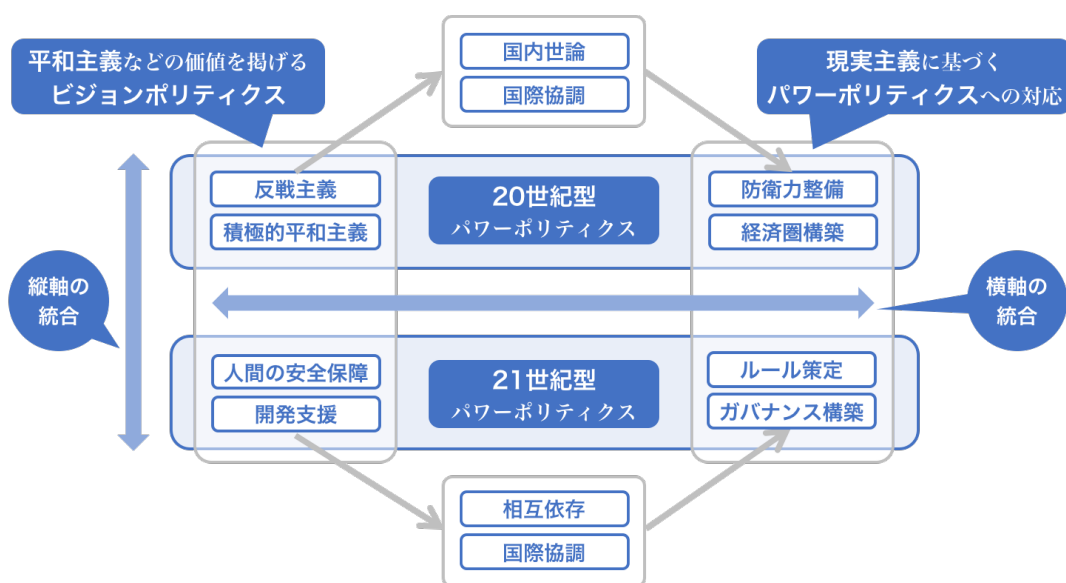 国内世論
国際協調
平和主義などの価値を掲げる
ビジョンポリティクス
現実主義に基づく
パワーポリティクスへの対応
反戦主義
積極的平和主義
20世紀型
パワーポリティクス
防衛力整備
経済圏構築
縦軸の
統合
横軸の
統合
人間の安全保障
開発支援
21世紀型
パワーポリティクス
ルール策定
ガバナンス構築
相互依存
国際協調